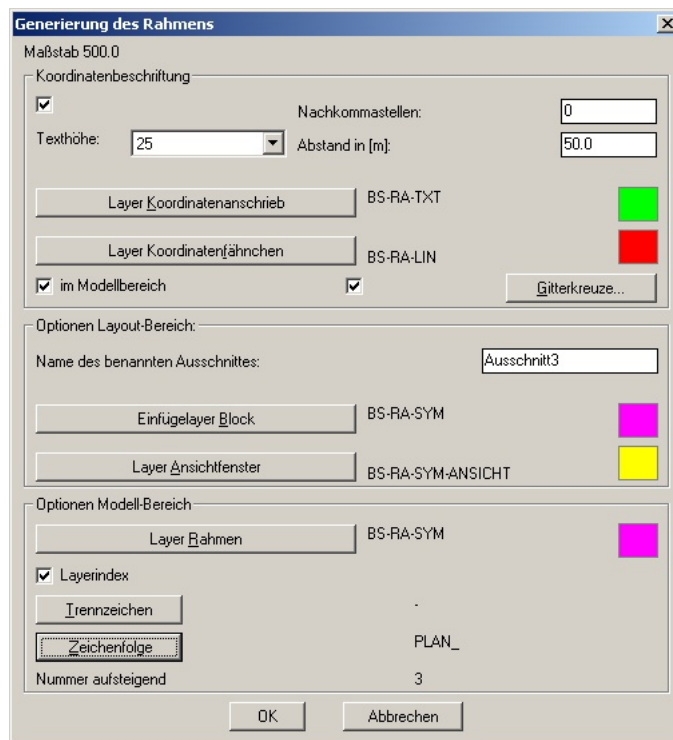 Generierung des Rahmens
Maßstab 500.0
Koordinatenbeschriftung
Nachkommastellen: 0
Texthöhe: 25 Abstand in [m]: 50.0
Layer Koordinatenanschrieb BS-RA-TXT
Layer Koordinatenfähnchen BS-RA-LIN
im Modellbereich Gitterkreuze...
Optionen Layout-Bereich:
Name des benannten Ausschnittes: Ausschnitt3
Einfügelayer Block BS-RA-SYM
Layer Ansichtfenster BS-RA-SYM-ANSICHT
Optionen Modell-Bereich
Layer Rahmen BS-RA-SYM
Layerindex
Trennzeichen -
Zeichenfolge PLAN_
Nummer aufsteigend 3
OK Abbrechen